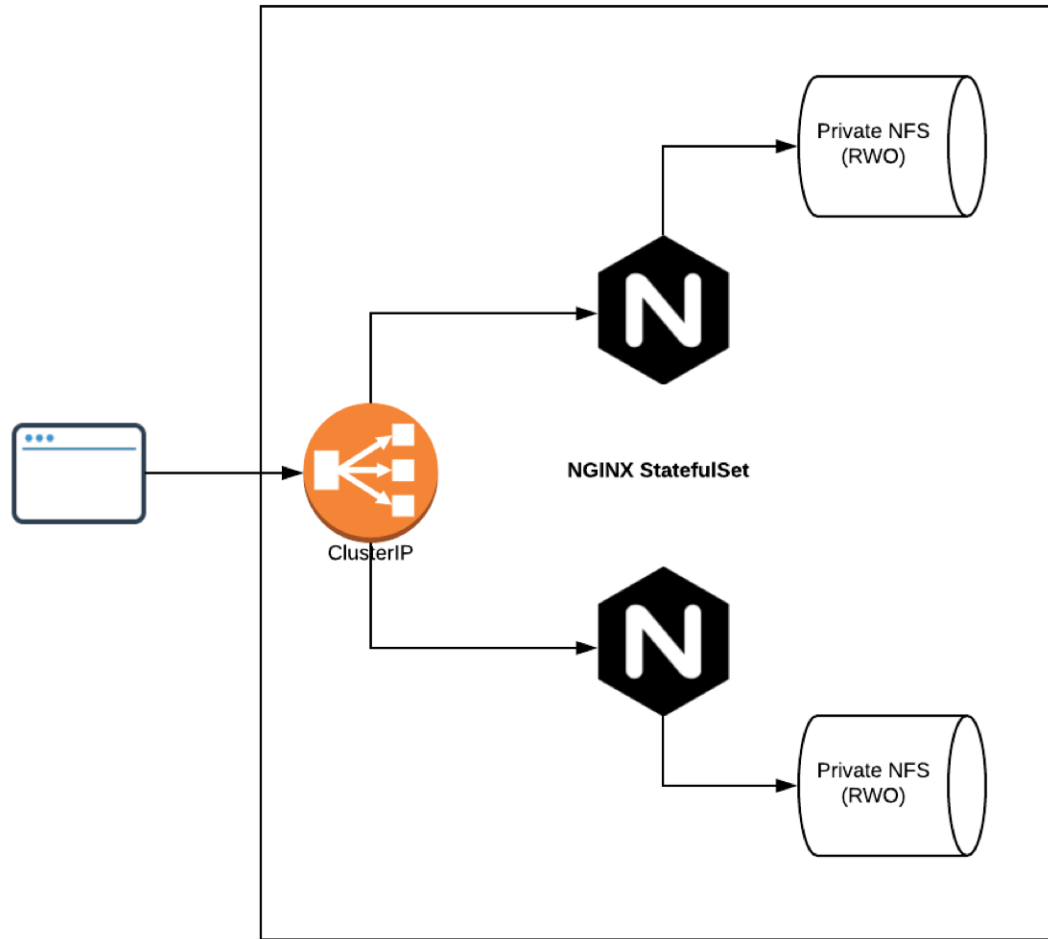 Private NFS
(RWO)
N
NGINX StatefulSet
ClusterIP
N
Private NFS
(RWO)